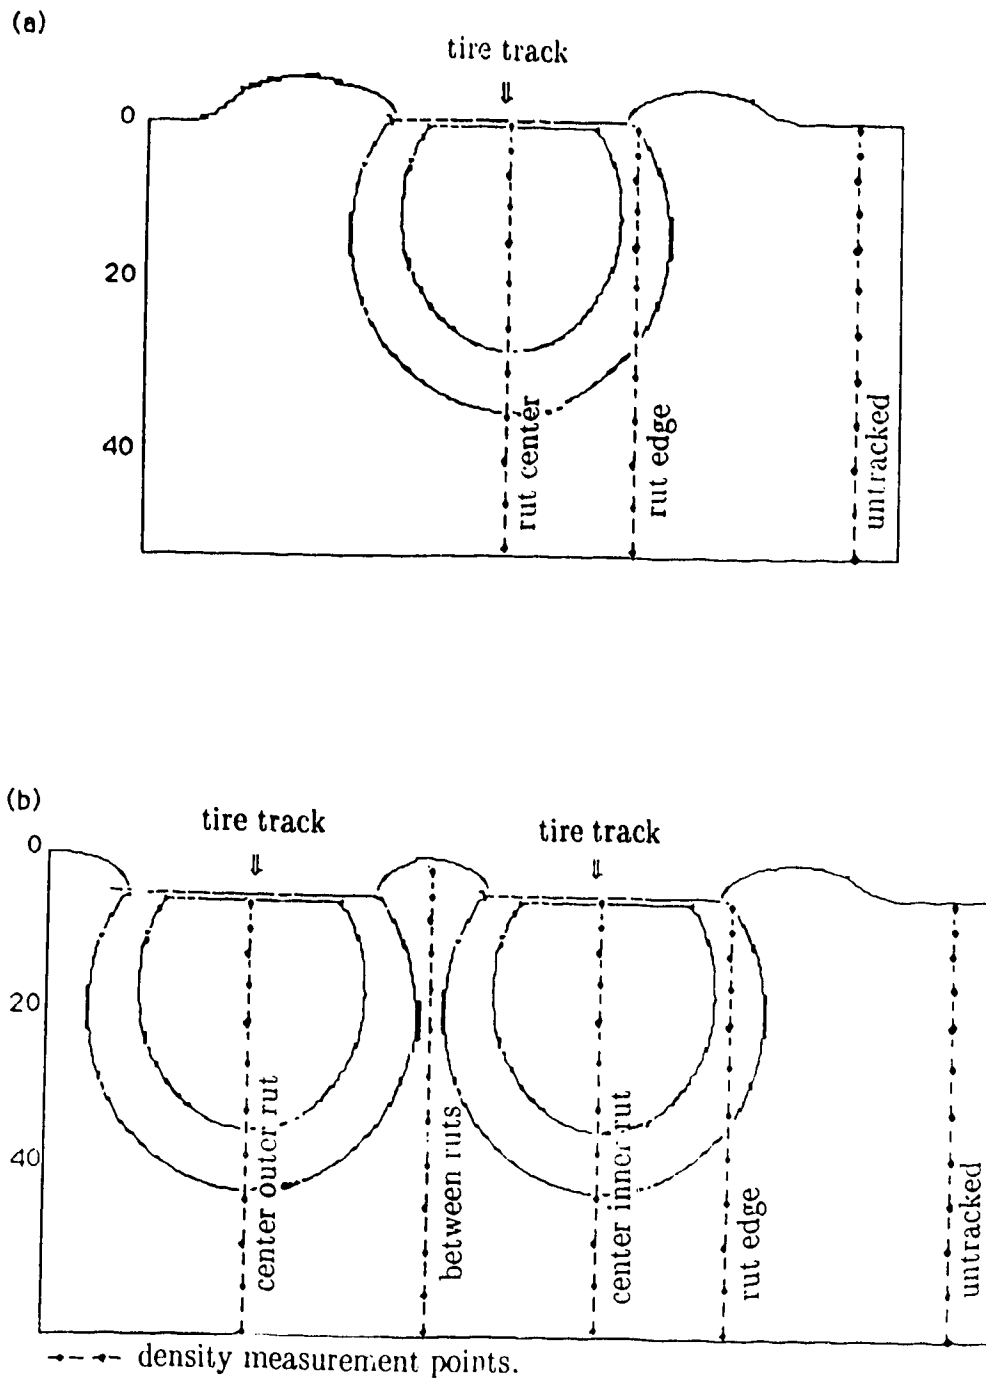 (a)
tire track
0
20
40
rut center
rut edge
untracked
(b)
tire track
tire track
0
20
40
center outer rut
between ruts
center inner rut
rut edge
untracked
density measurement points.